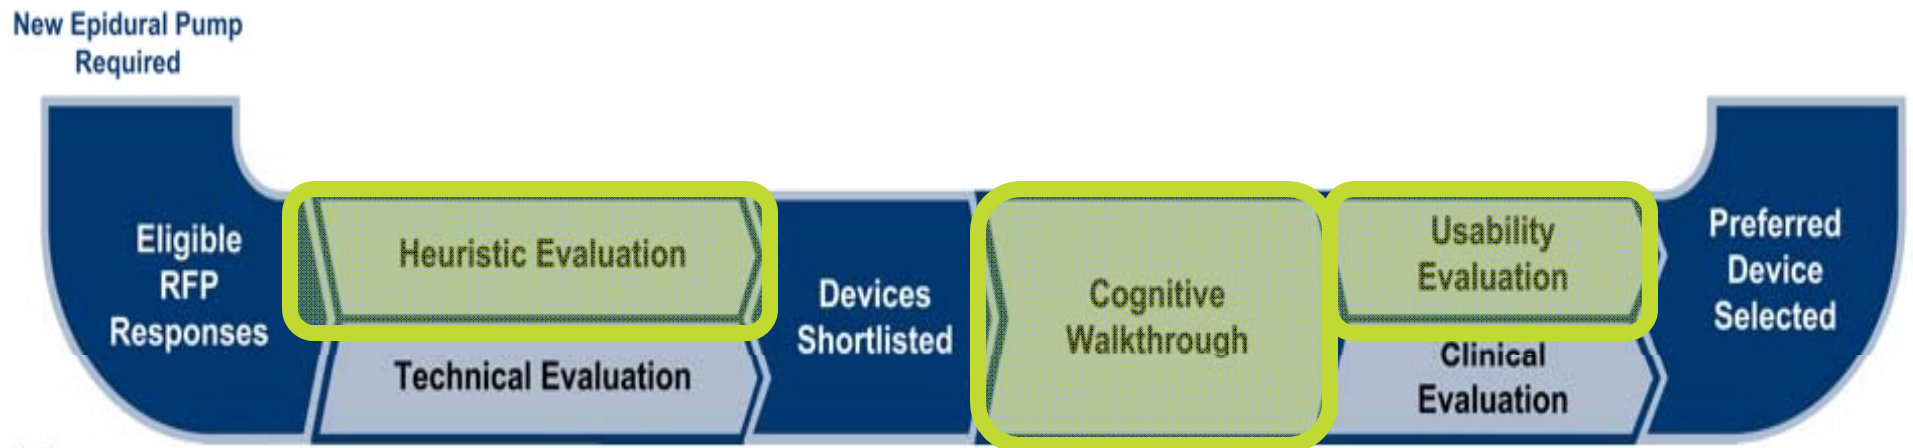 New Epidural Pump
Required
Eligible
RFP
Responses
Heuristic Evaluation
Technical Evaluation
Devices
Shortlisted
Cognitive
Walkthrough
Usability
Evaluation
Clinical
Evaluation
Preferred
Device
Selected